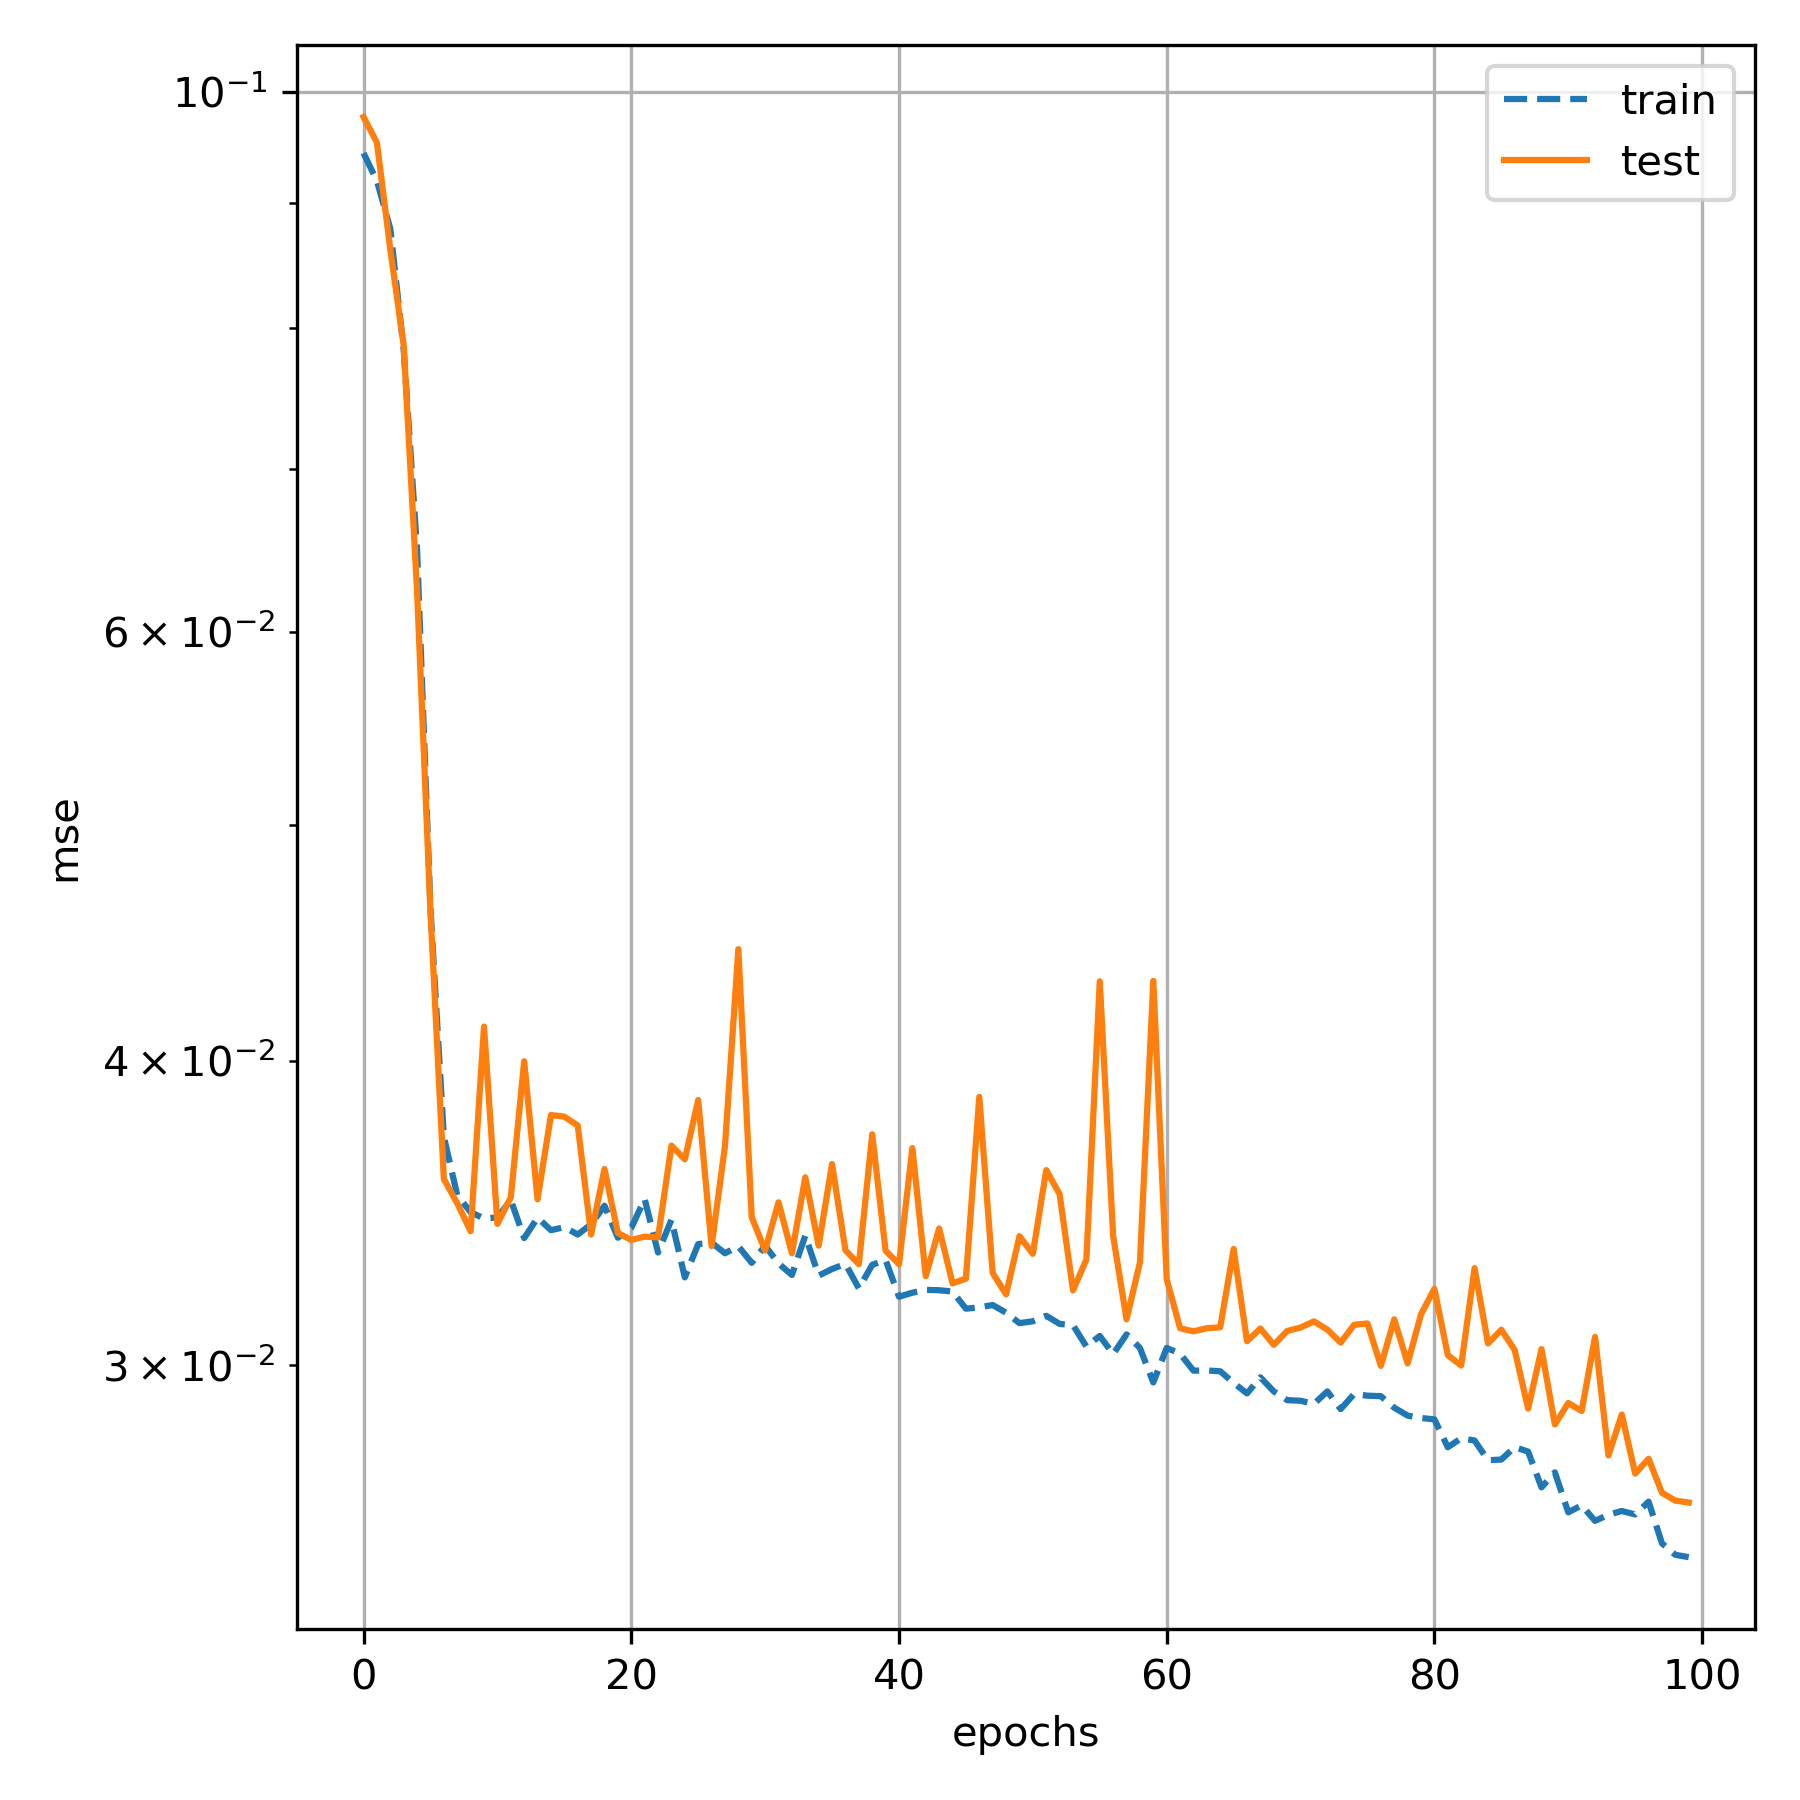 10⁻¹
6 × 10⁻²
4 × 10⁻²
3 × 10⁻²
mse
train
test
0 20 40 60 80 100
epochs